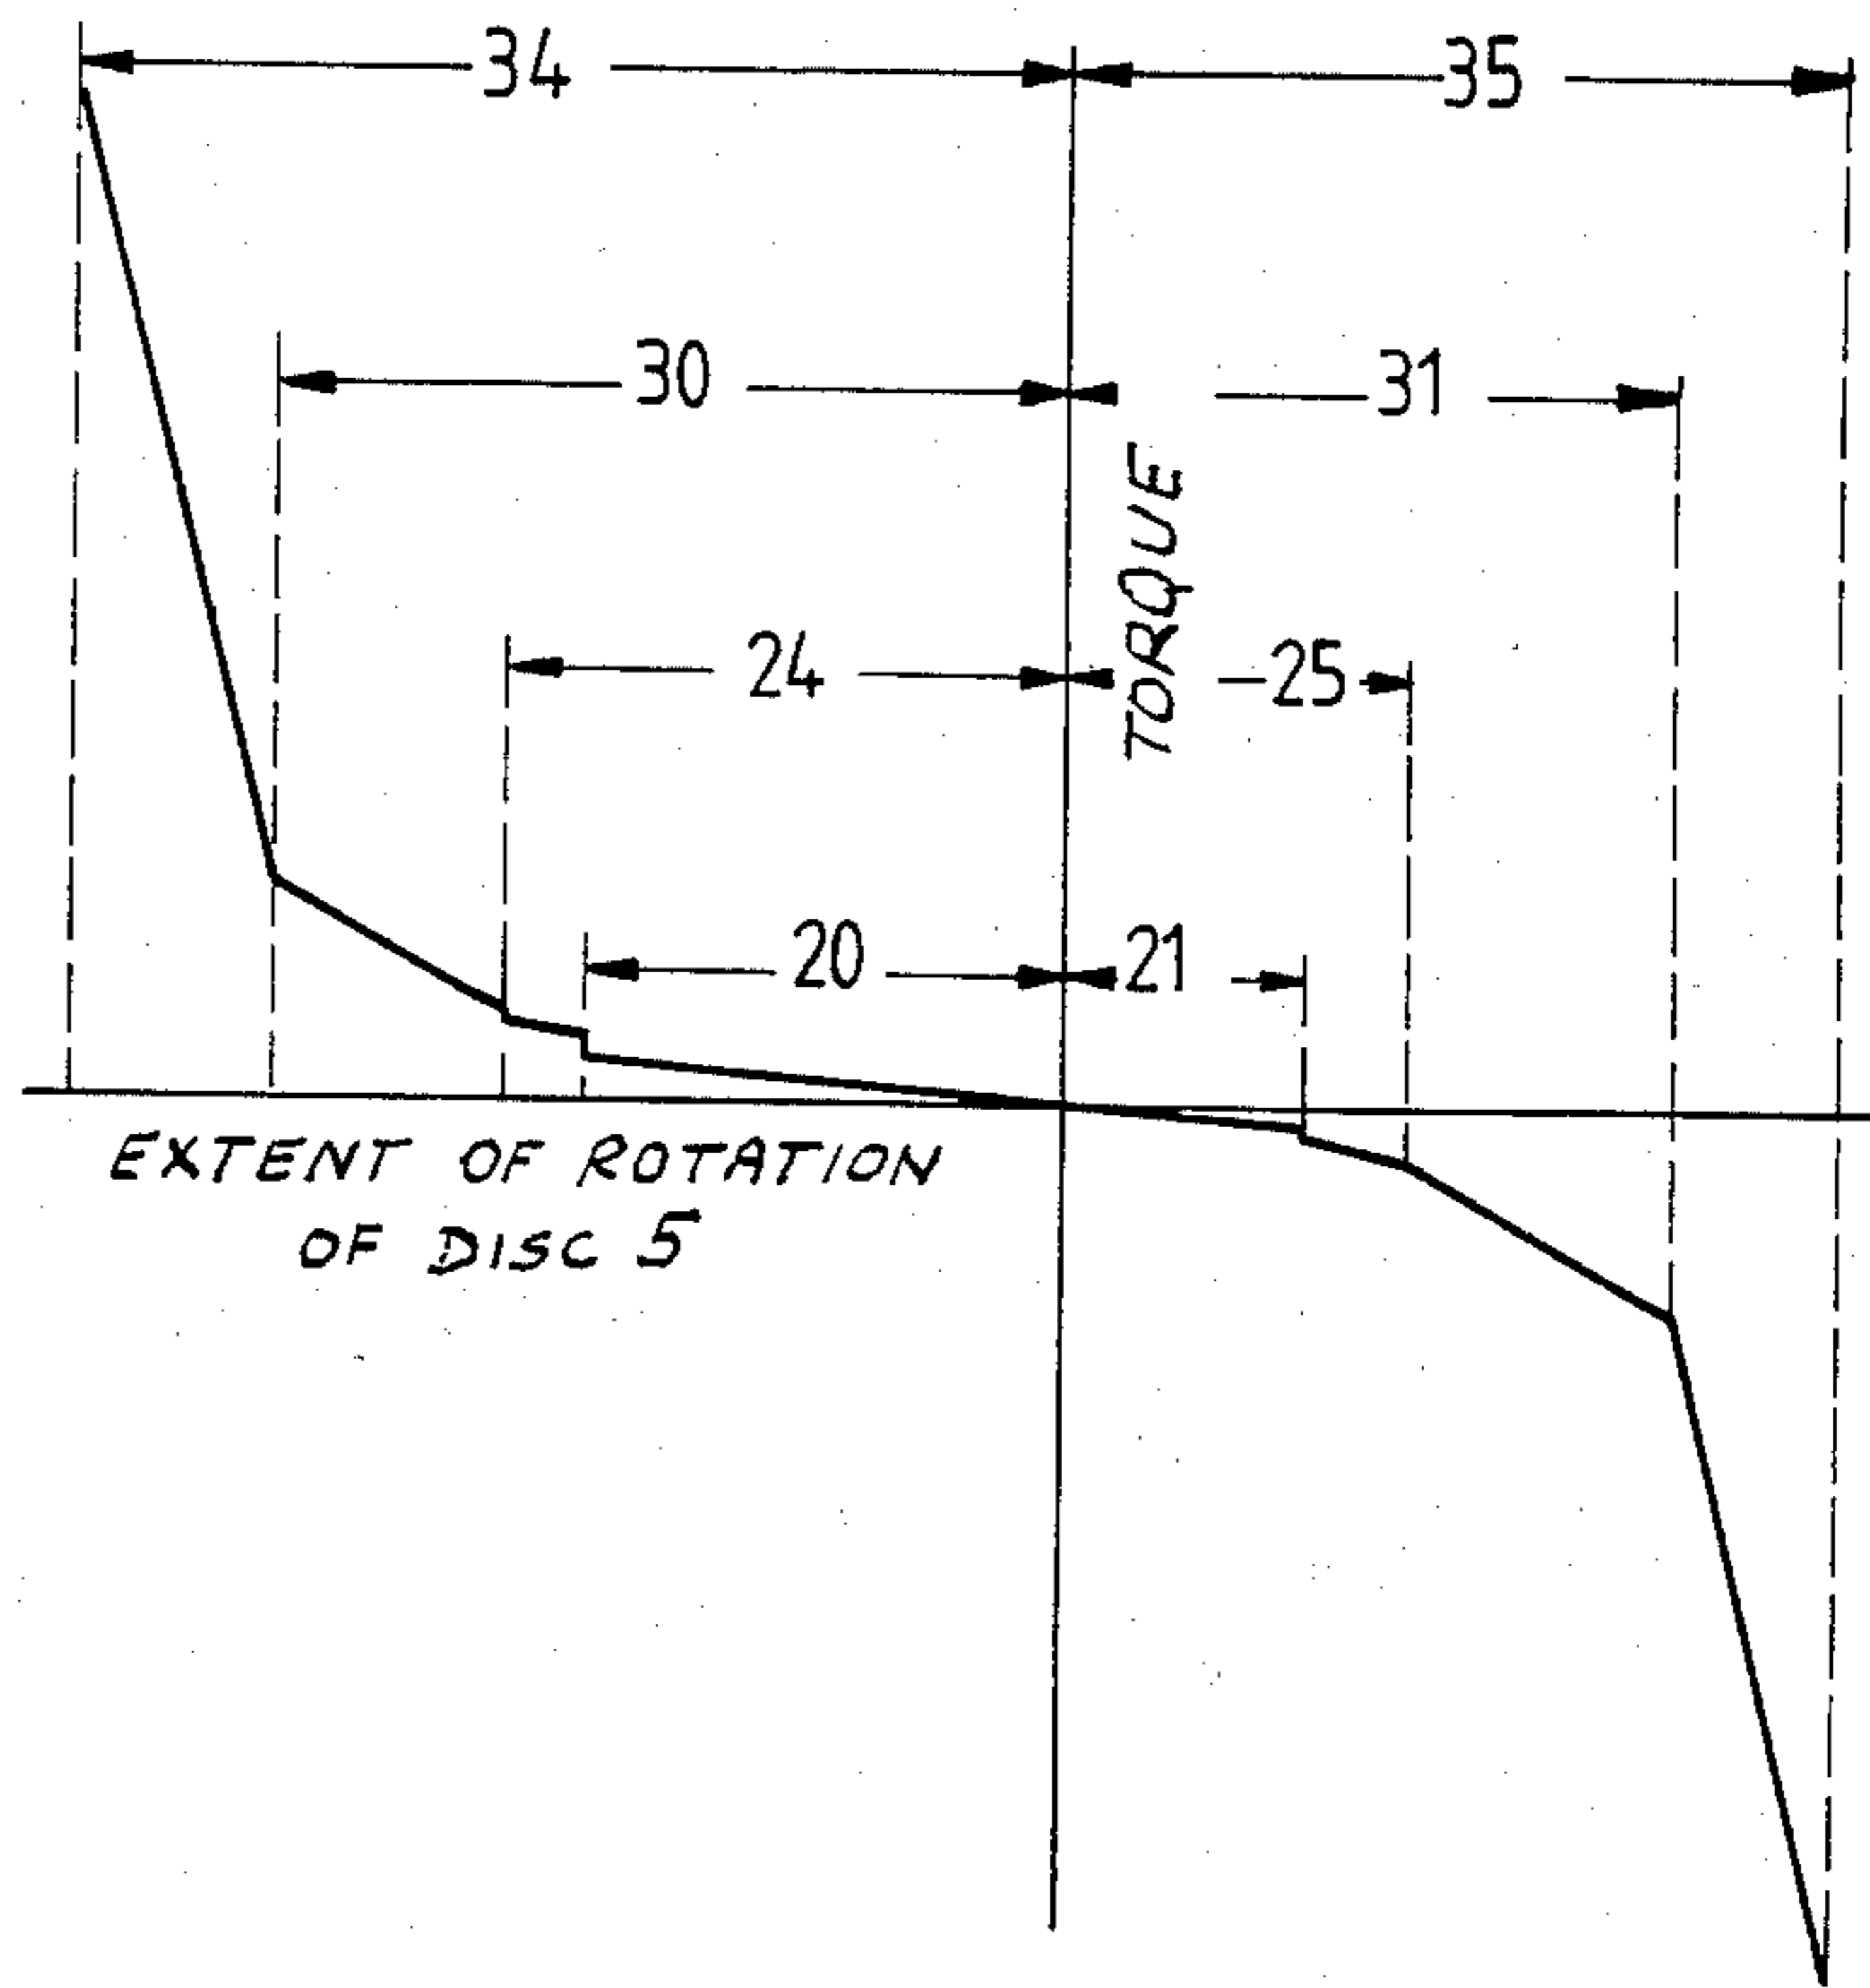 34 35
30 31
TORQUE
24 25
20 21
EXTENT OF ROTATION
OF DISC 5